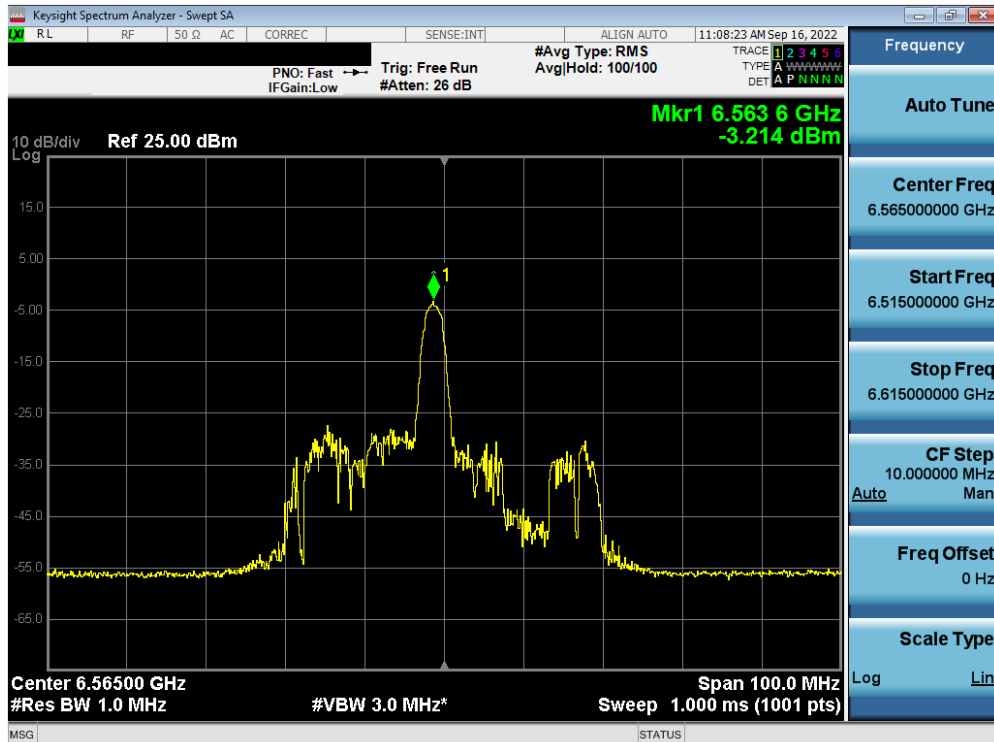 Keysight Spectrum Analyzer - Swept SA
LXI RL RF 50 Ω AC CORREC SENSE:INT ALIGN AUTO 11:08:23 AM Sep 16, 2022
PNO: Fast
IFGain:Low
Trig: Free Run
#Atten: 26 dB
#Avg Type: RMS
Avg|Hold: 100/100
TRACE 1 2 3 4 5 6
TYPE A WWWWW
DET A P N N N N
Mkr1 6.563 6 GHz
-3.214 dBm
10 dB/div Ref 25.00 dBm
Log
15.0
5.00
-5.00
-15.0
-25.0
-35.0
-45.0
-55.0
-65.0
1
Center 6.56500 GHz Span 100.0 MHz
#Res BW 1.0 MHz #VBW 3.0 MHz* Sweep 1.000 ms (1001 pts)
MSG STATUS
Frequency
Auto Tune
Center Freq
6.565000000 GHz
Start Freq
6.515000000 GHz
Stop Freq
6.615000000 GHz
CF Step
10.000000 MHz
Auto Man
Freq Offset
0 Hz
Scale Type
Log Lin